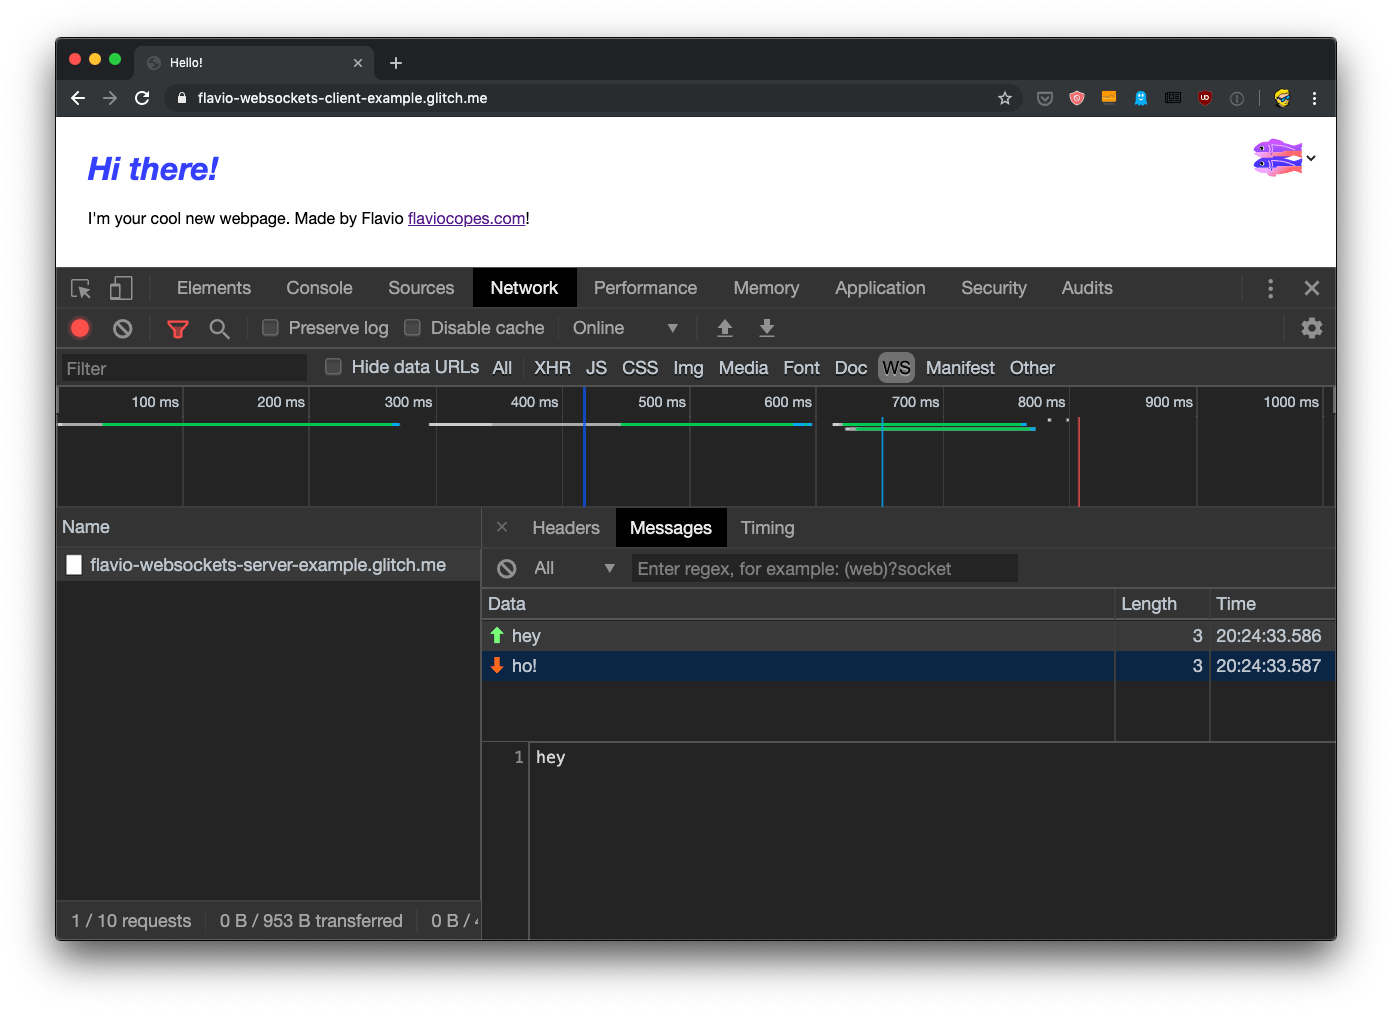 Hello!
flavio-websockets-client-example.glitch.me
Hi there!
I'm your cool new webpage. Made by Flavio flaviocopes.com!
Elements Console Sources Network Performance Memory Application Security Audits
Preserve log Disable cache Online
Filter Hide data URLs All XHR JS CSS Img Media Font Doc WS Manifest Other
100 ms 200 ms 300 ms 400 ms 500 ms 600 ms 700 ms 800 ms 900 ms 1000 ms
Name Headers Messages Timing
flavio-websockets-server-example.glitch.me All Enter regex, for example: (web)?socket
Data Length Time
hey 3 20:24:33.586
ho! 3 20:24:33.587
1 hey
1 / 10 requests 0 B / 953 B transferred 0 B /